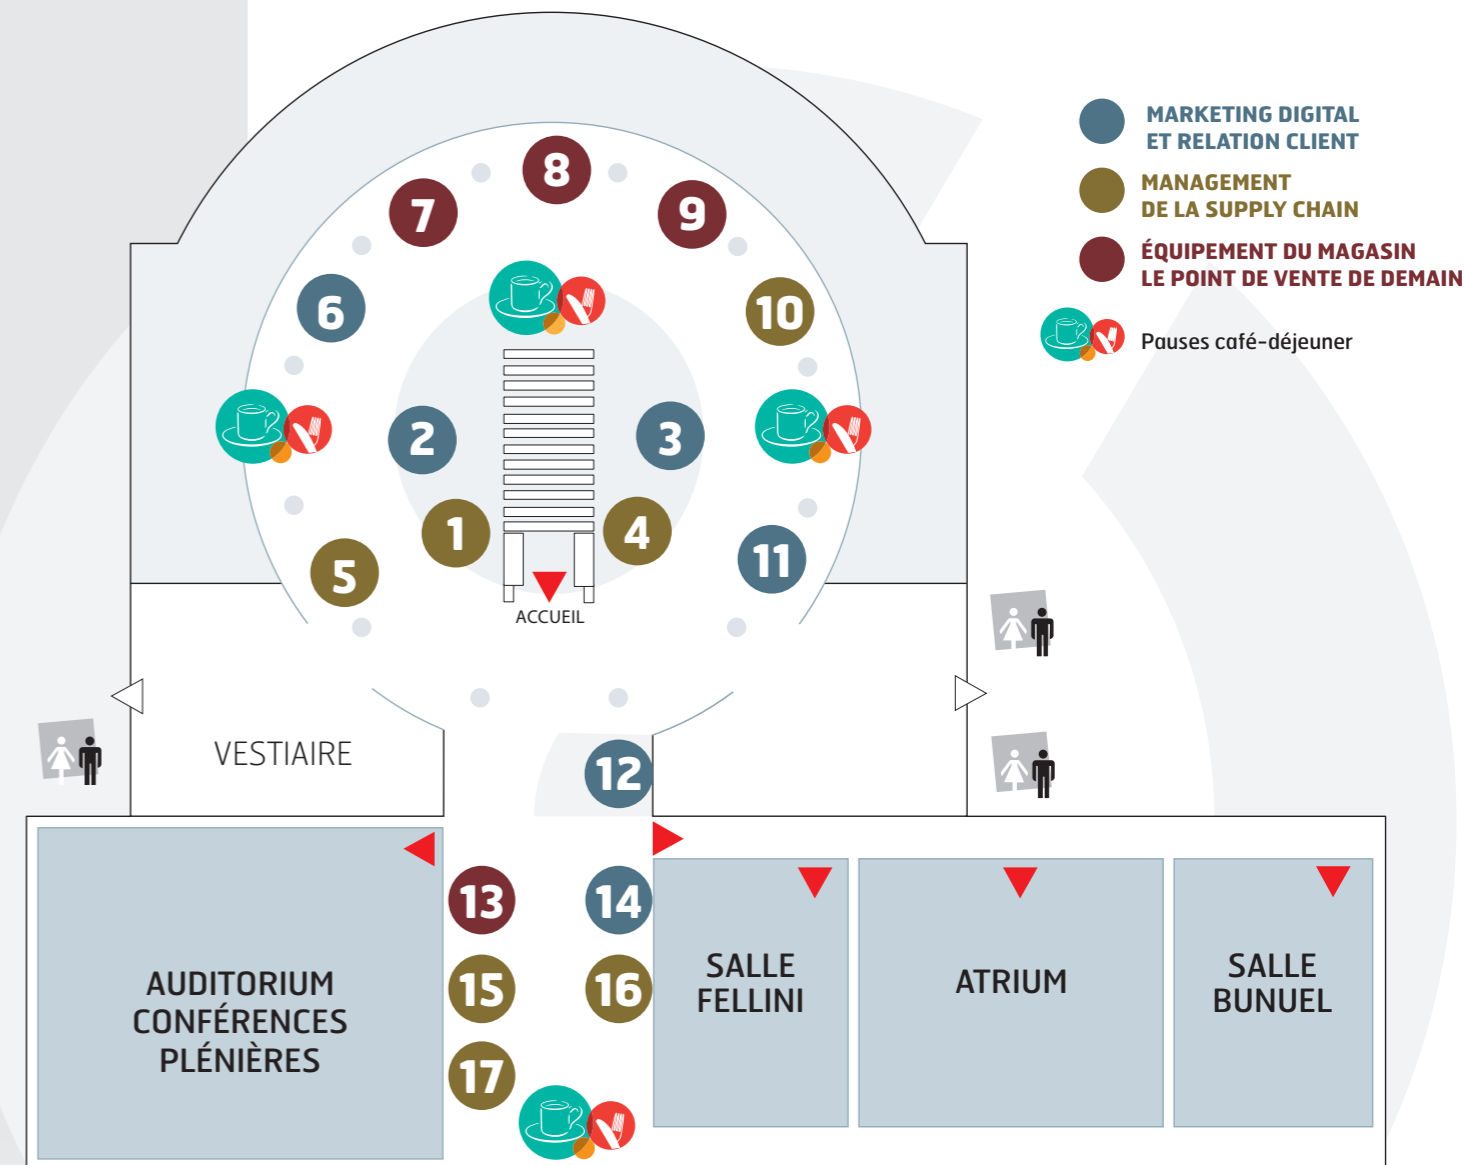 MARKETING DIGITAL
ET RELATION CLIENT
MANAGEMENT
DE LA SUPPLY CHAIN
ÉQUIPEMENT DU MAGASIN
LE POINT DE VENTE DE DEMAIN
Pauses café-déjeuner
8
7
9
6
10
2
3
1
4
5
11
ACCUEIL
VESTIAIRE
12
13
14
15
16
17
AUDITORIUM
CONFÉRENCES
PLÉNIÈRES
SALLE
FELLINI
ATRIUM
SALLE
BUNUEL